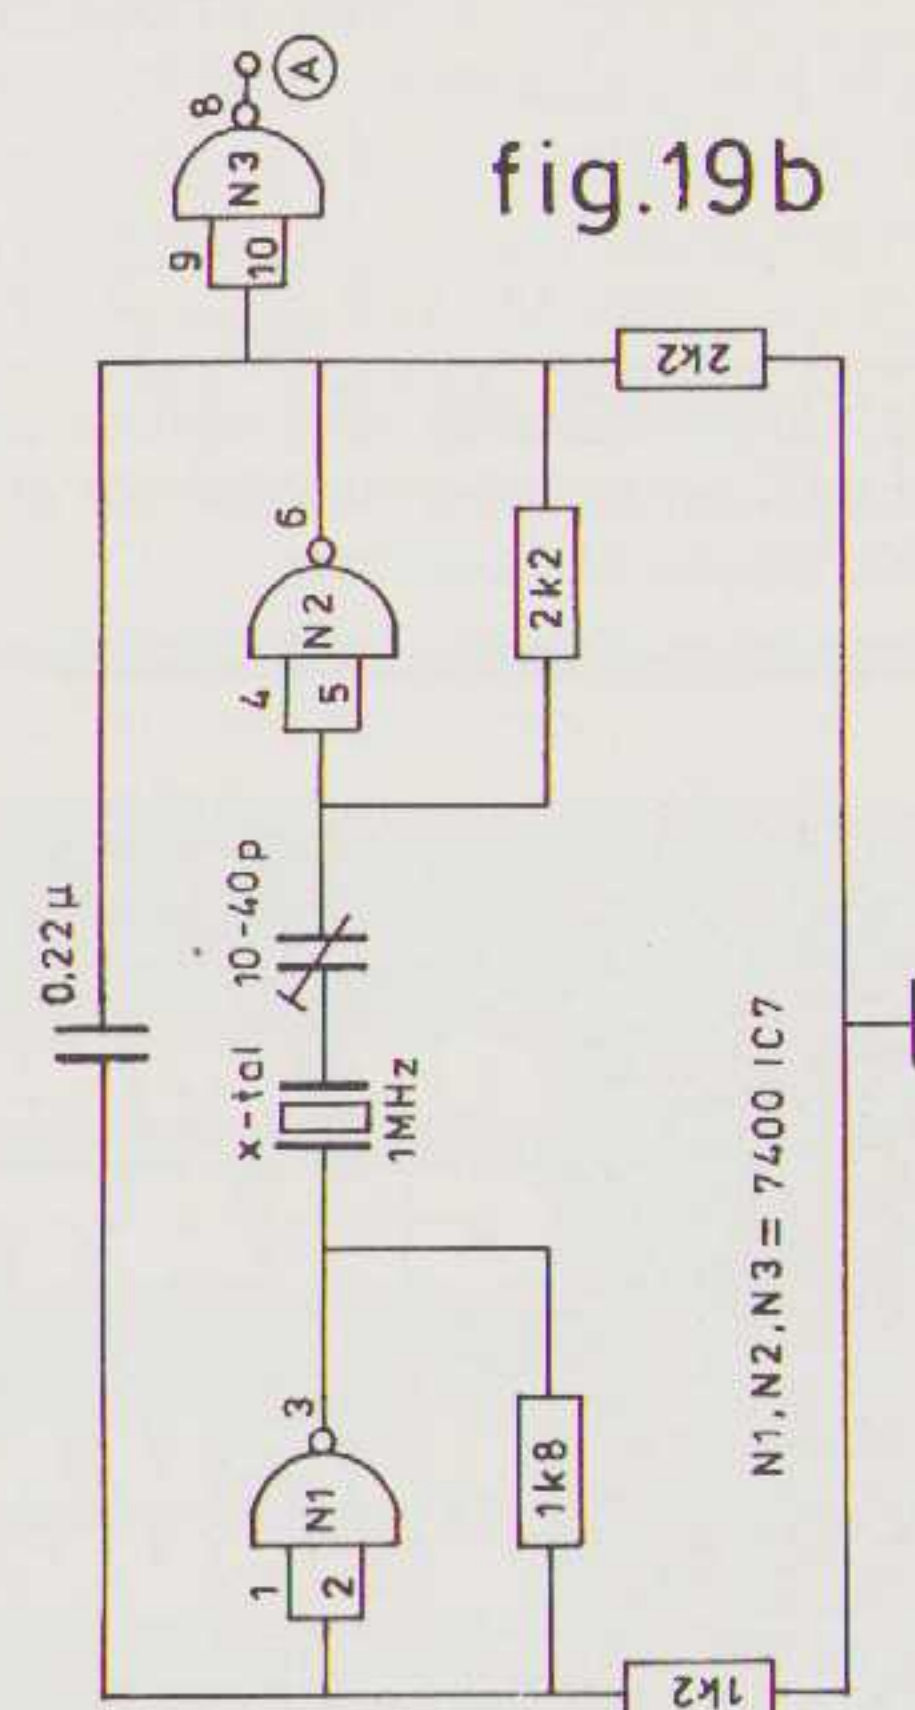 A
8
N3
9
10
fig.19b
2k2
6
N2
4
5
2k2
0,22µ
10-40p
x-tal
1MHz
3
N1
1
2
1k8
1k2
N1,N2,N3= 7400 IC7